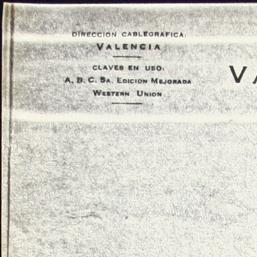 DIRECCION CABLEGRAFICA:
VALENCIA
CLAVES EN USO:
A. B. C. 5A. EDICION MEJORADA
WESTERN UNION
VA